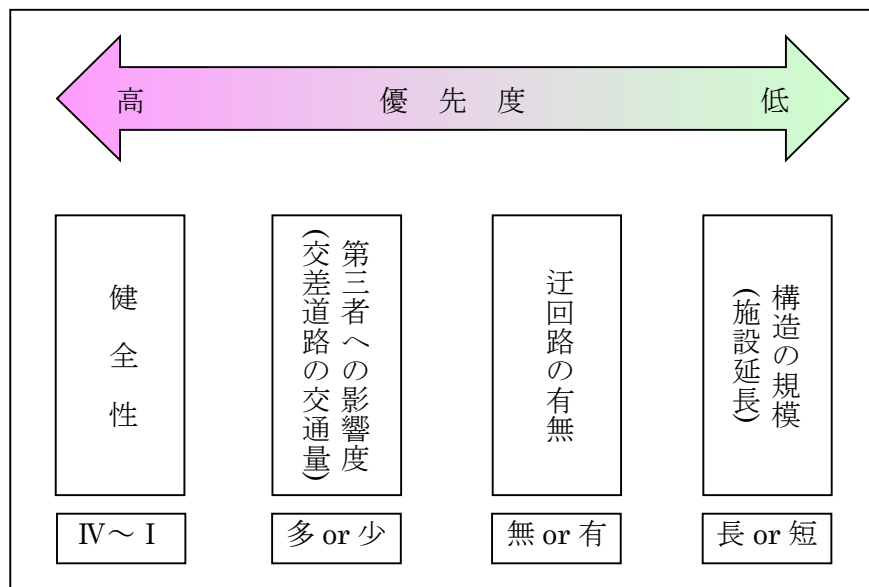 高 優先度 低
健全性
第三者への影響度
(交差道路の交通量)
迂回路の有無
構造の規模
(施設延長)
Ⅳ～Ⅰ
多 or 少
無 or 有
長 or 短